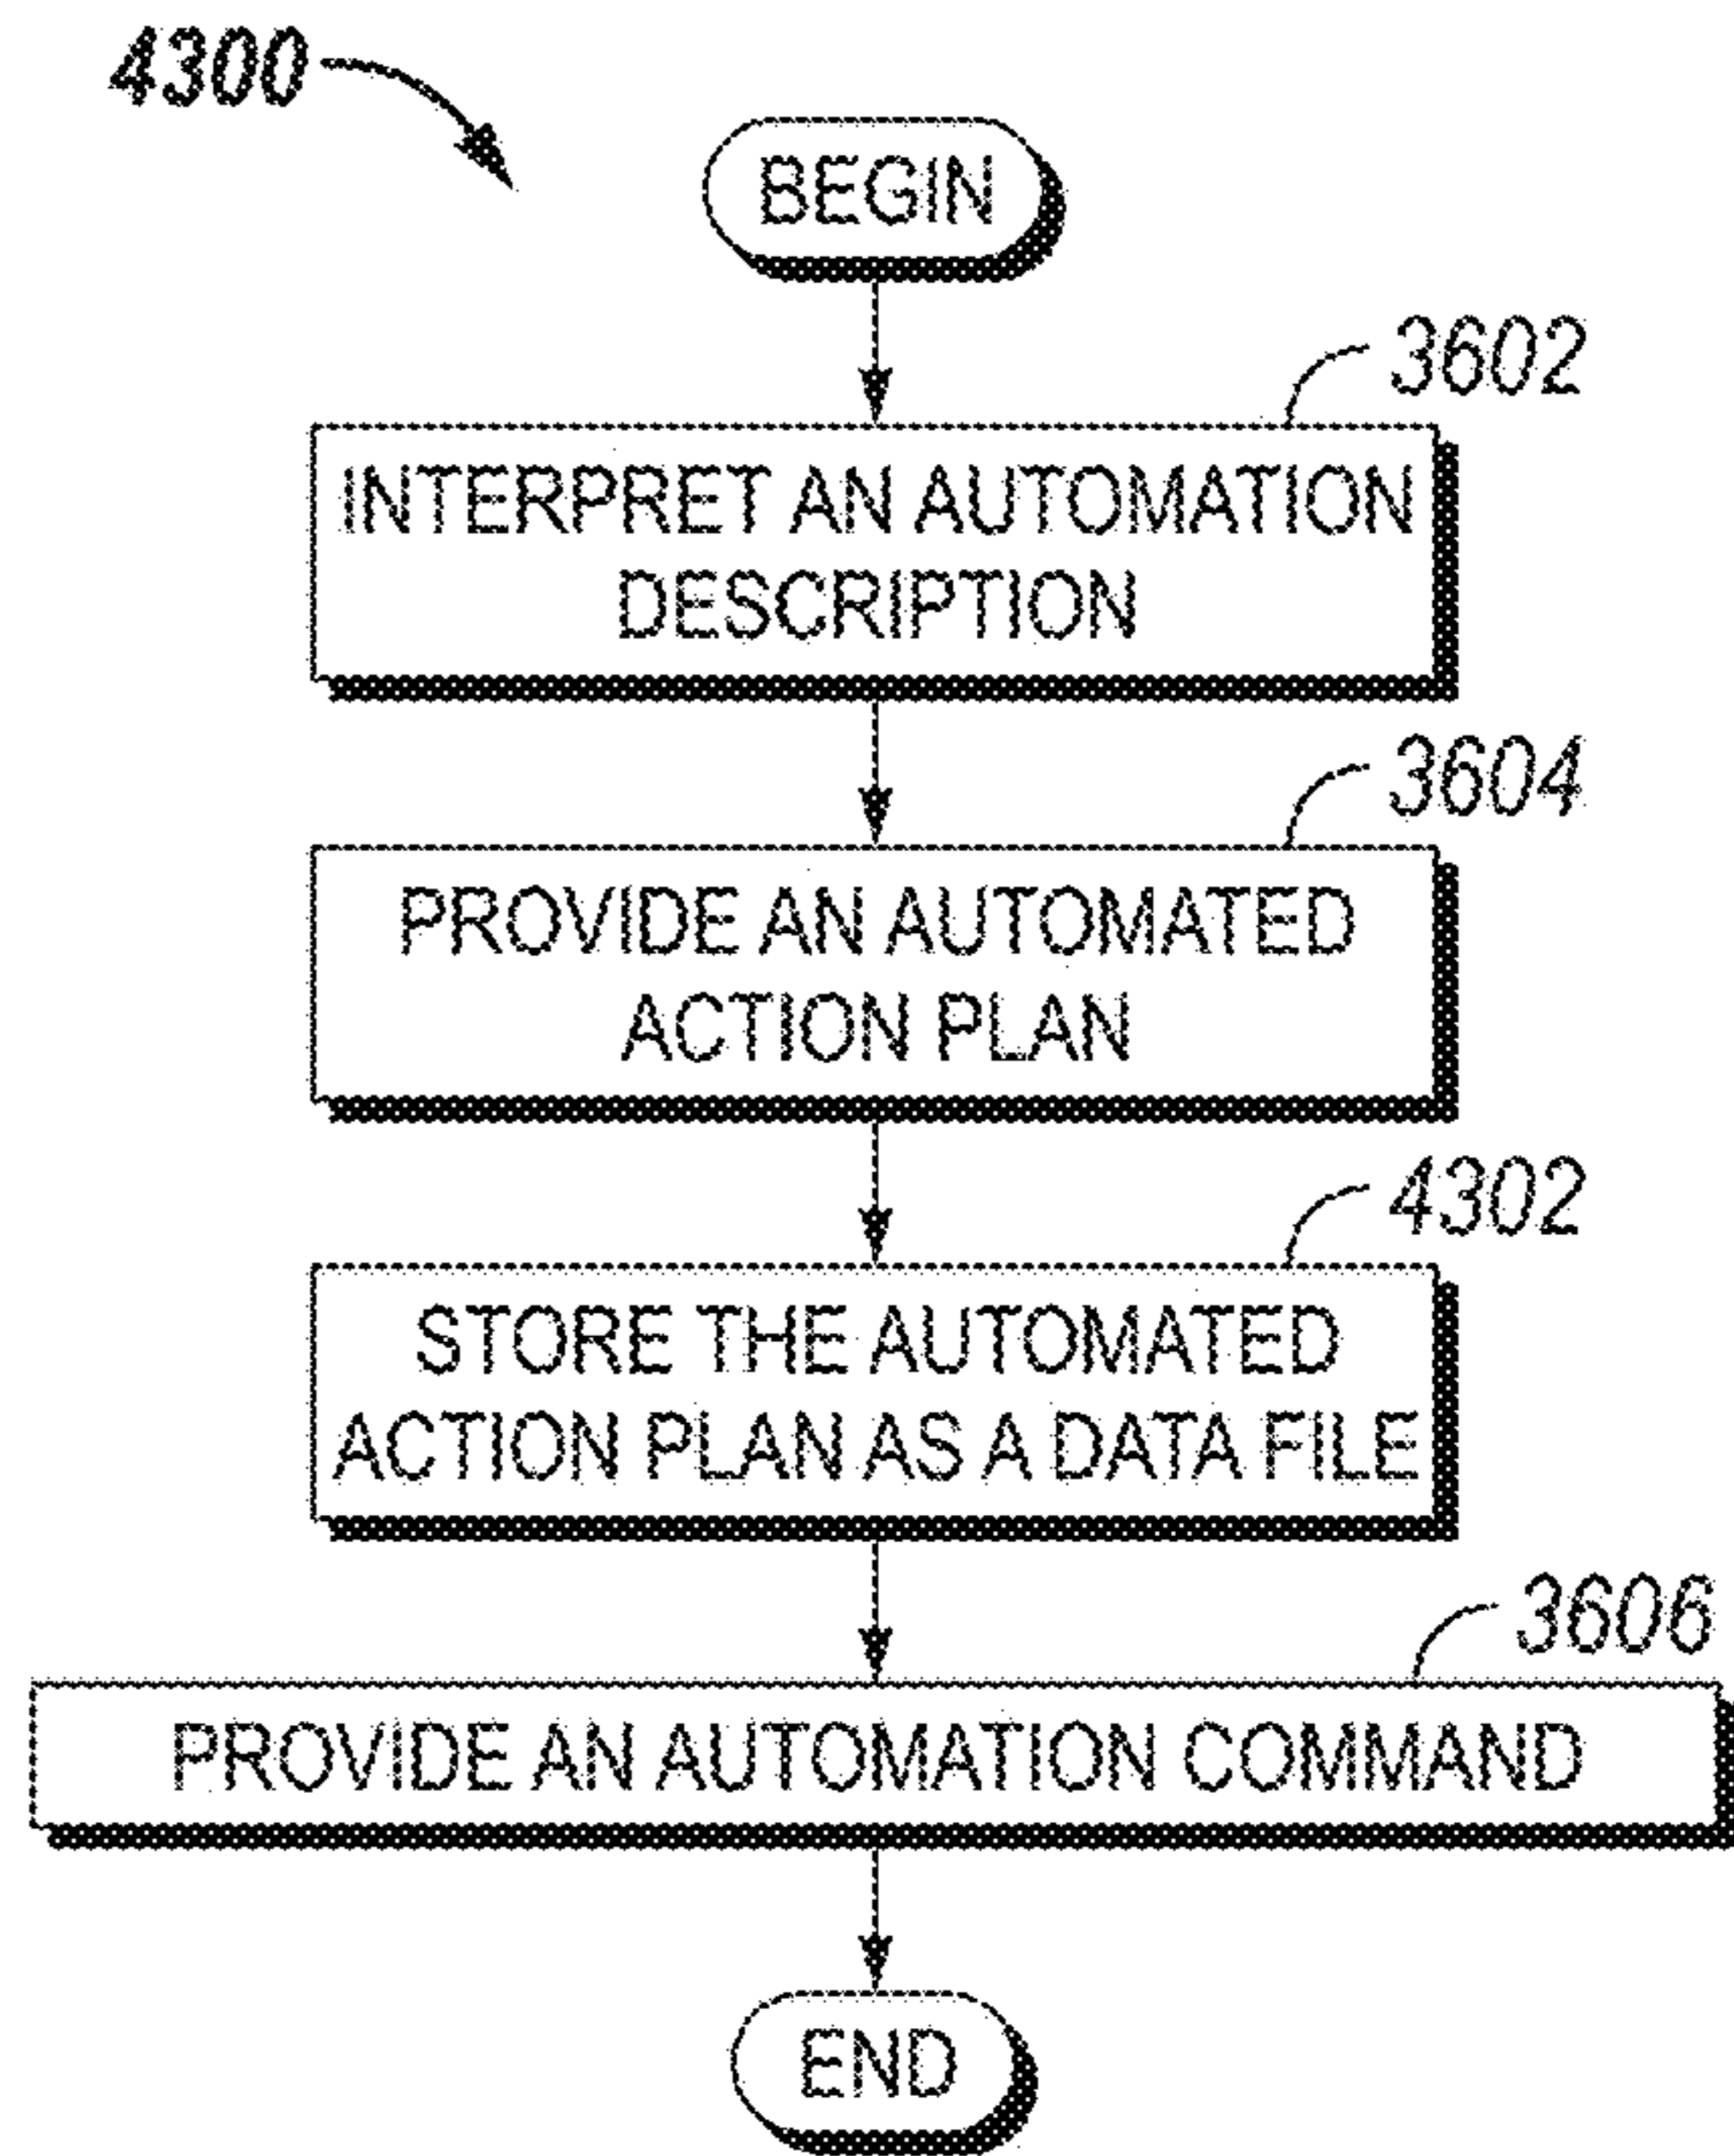 4300
BEGIN
3602
INTERPRET AN AUTOMATION
DESCRIPTION
3604
PROVIDE AN AUTOMATED
ACTION PLAN
4302
STORE THE AUTOMATED
ACTION PLAN AS A DATA FILE
3606
PROVIDE AN AUTOMATION COMMAND
END